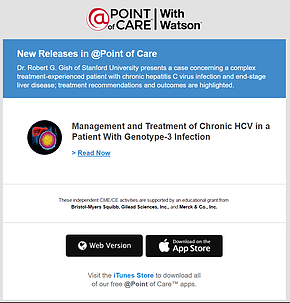 @POINT of CARE™ With Watson™
New Releases in @Point of Care
Dr. Robert G. Gish of Stanford University presents a case concerning a complex
treatment-experienced patient with chronic hepatitis C virus infection and end-stage
liver disease; treatment recommendations and outcomes are highlighted.
Management and Treatment of Chronic HCV in a
Patient With Genotype-3 Infection
> Read Now
These independent CME/CE activities are supported by an educational grant from
Bristol-Myers Squibb, Gilead Sciences, Inc., and Merck & Co., Inc.
Web Version
Download on the
App Store
Visit the iTunes Store to download all
of our free @Point of Care™ apps.